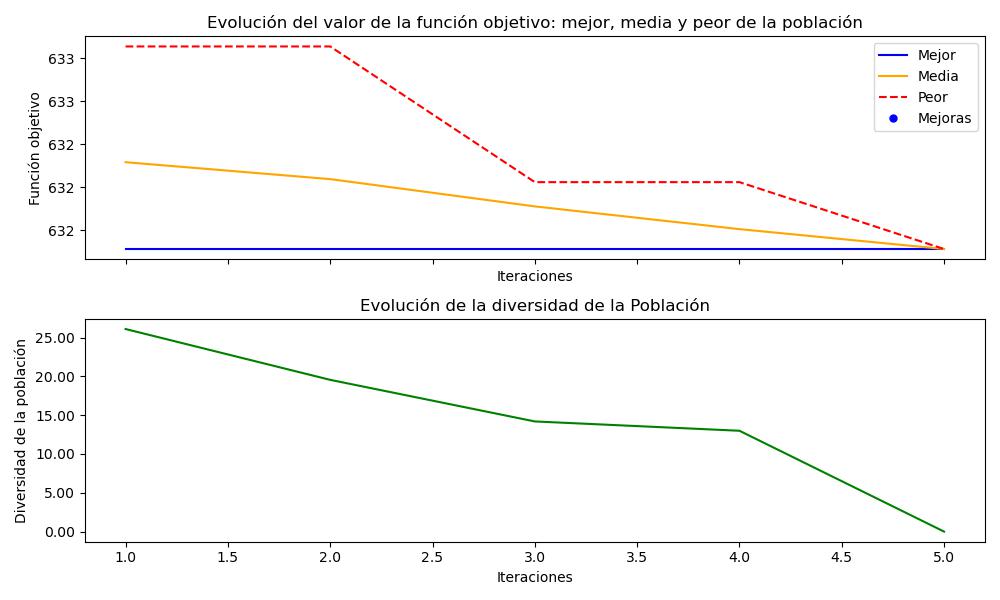 Evolución del valor de la función objetivo: mejor, media y peor de la población
Función objetivo
633
633
632
632
632
Mejor
Media
Peor
Mejoras
Iteraciones
Evolución de la diversidad de la Población
Diversidad de la población
25.00
20.00
15.00
10.00
5.00
0.00
1.0 1.5 2.0 2.5 3.0 3.5 4.0 4.5 5.0
Iteraciones